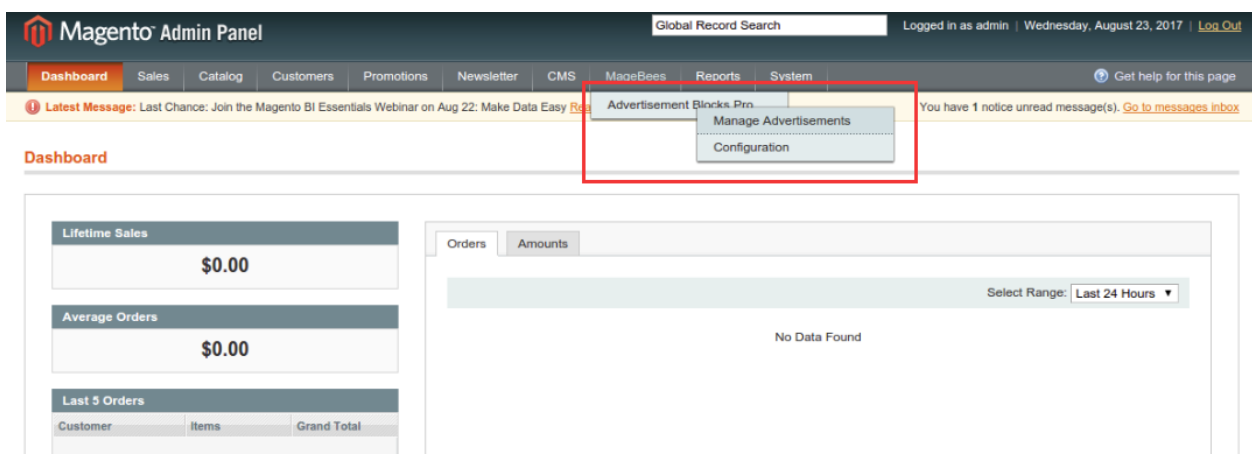 Magento Admin Panel
Global Record Search
Logged in as admin | Wednesday, August 23, 2017 | Log Out
Dashboard Sales Catalog Customers Promotions Newsletter CMS MageBees Reports System
Get help for this page
Latest Message: Last Chance: Join the Magento BI Essentials Webinar on Aug 22: Make Data Easy
You have 1 notice unread message(s). Go to messages inbox
Advertisement Blocks Pro
Manage Advertisements
Configuration
Dashboard
Lifetime Sales
$0.00
Average Orders
$0.00
Last 5 Orders
Customer Items Grand Total
Orders Amounts
Select Range: Last 24 Hours
No Data Found